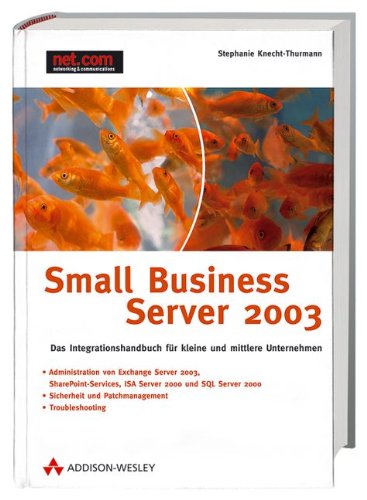 net.com
networking & communications
Stephanie Knecht-Thurmann
Small Business
Server 2003
Das Integrationshandbuch für kleine und mittlere Unternehmen
• Administration von Exchange Server 2003,
SharePoint-Services, ISA Server 2000 und SQL Server 2000
• Sicherheit und Patchmanagement
• Troubleshooting
ADDISON-WESLEY